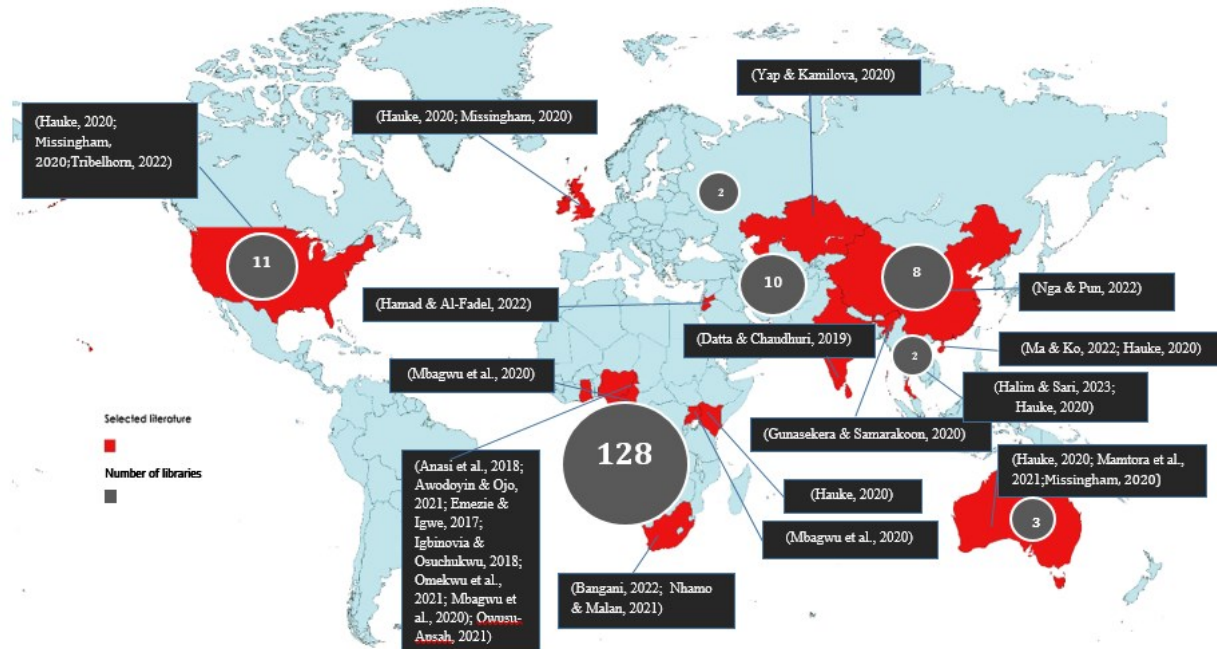 (Yap & Kamilova, 2020)
(Hauke, 2020;
Missingham,
2020;Tribelhorn, 2022)
(Hauke, 2020; Missingham, 2020)
2
11
10
8
(Hamad & Al-Fadel, 2022)
(Nga & Pun, 2022)
(Datta & Chaudhuri, 2019)
(Ma & Ko, 2022; Hauke, 2020)
2
(Mbagwu et al., 2020)
(Halim & Sari, 2023;
Hauke, 2020)
Selected literature
Number of libraries
128
(Gunasekera & Samarakoon, 2020)
(Hauke, 2020; Mamtora et al.,
2021;Missingham, 2020)
(Anasi et al., 2018;
Awodoyin & Ojo,
2021; Emezie &
Igwe, 2017;
Igbinovia &
Osuchukwu, 2018;
Omekwu et al.,
2021; Mbagwu et
al., 2020); Owusu-
Ansah, 2021)
(Hauke, 2020)
3
(Mbagwu et al., 2020)
(Bangani, 2022; Nhamo
& Malan, 2021)